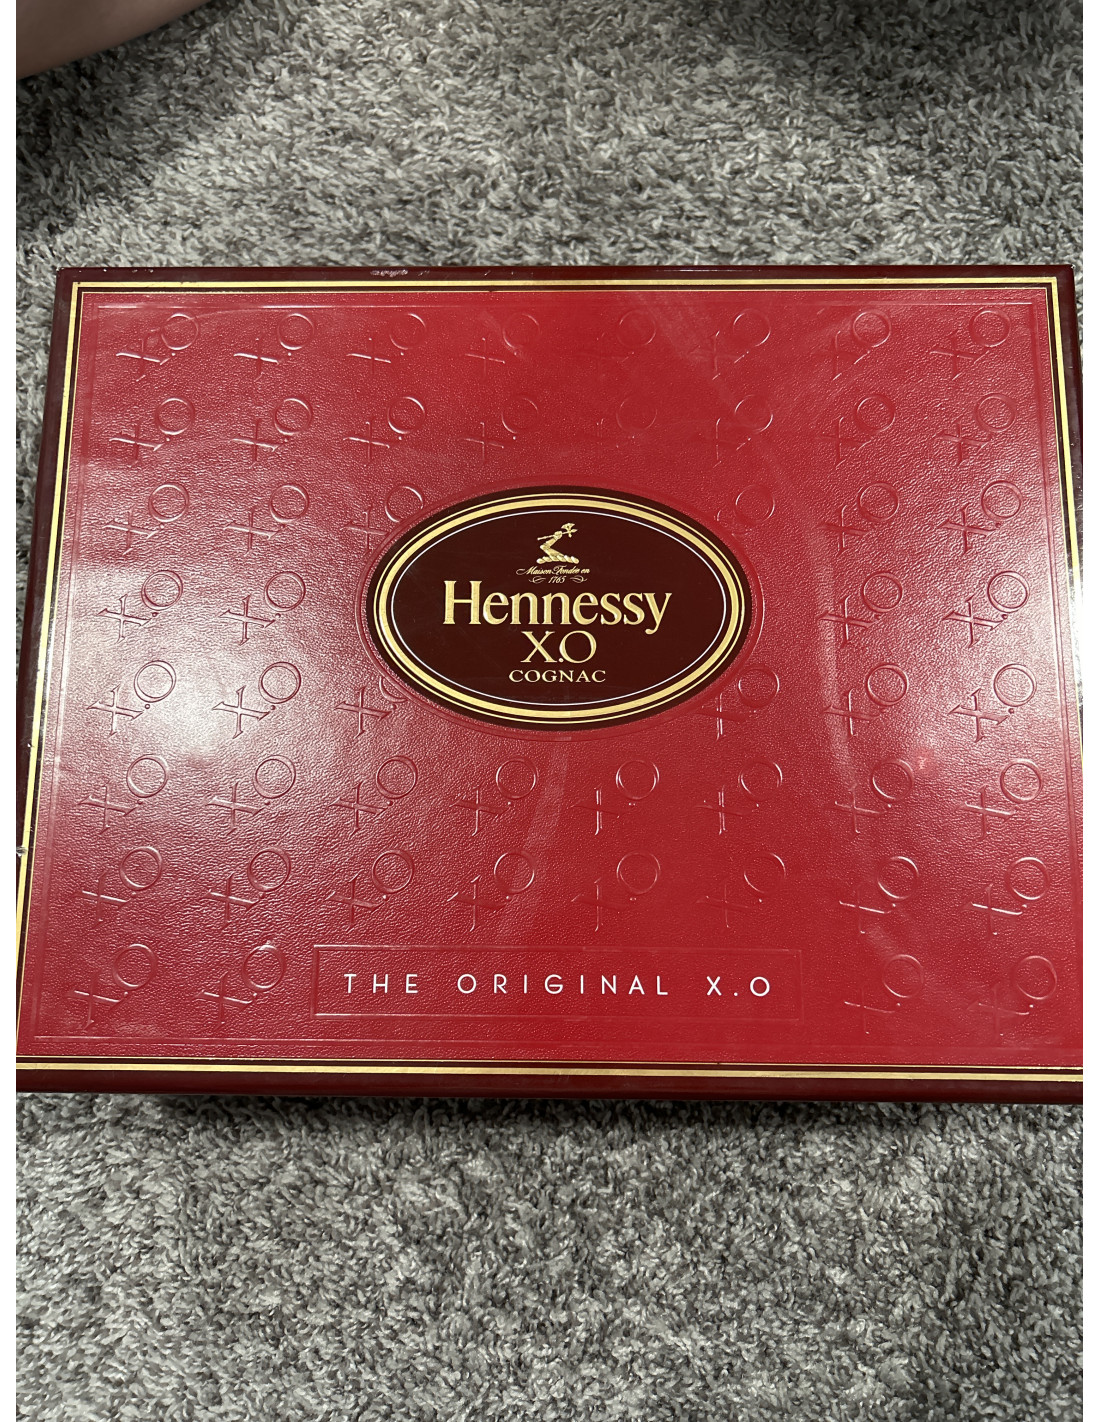 Maison Fondée en
1765
Hennessy
X.O
COGNAC
THE ORIGINAL X.O